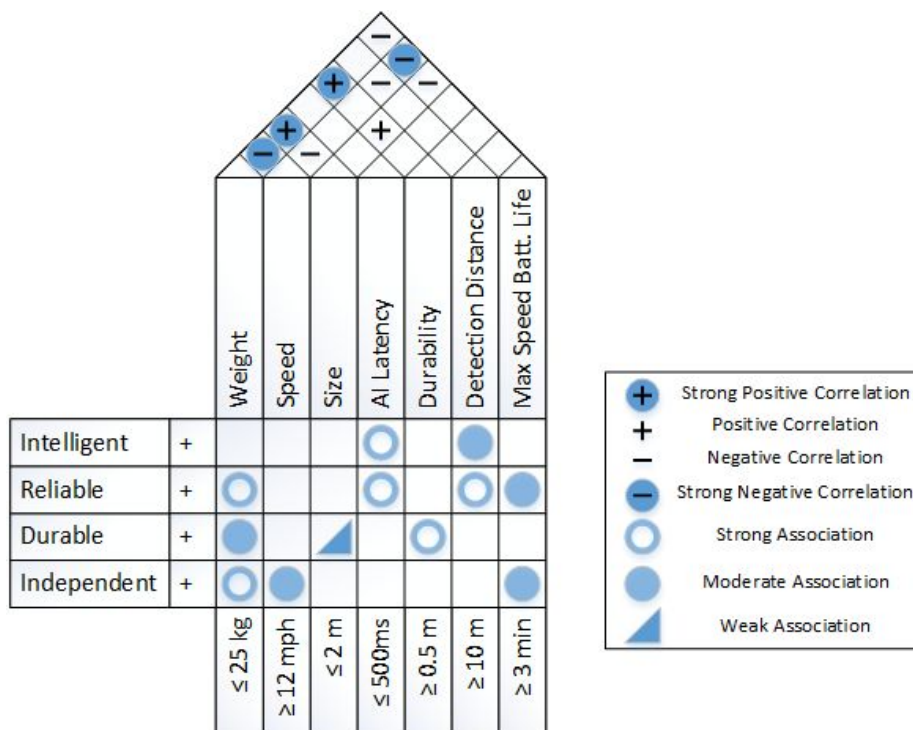 Weight
Speed
Size
AI Latency
Durability
Detection Distance
Max Speed Batt. Life
Intelligent +
Reliable +
Durable +
Independent +
≤ 25 kg
≥ 12 mph
≤ 2 m
≤ 500ms
≥ 0.5 m
≥ 10 m
≥ 3 min
Strong Positive Correlation
Positive Correlation
Negative Correlation
Strong Negative Correlation
Strong Association
Moderate Association
Weak Association